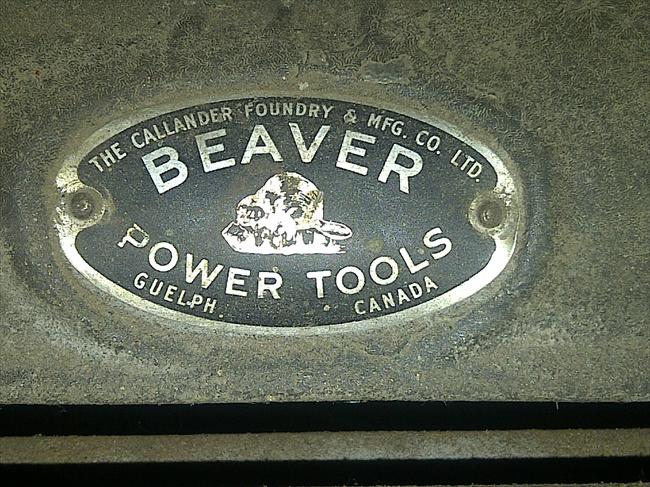 THE CALLANDER FOUNDRY & MFG. CO. LTD.
BEAVER
POWER TOOLS
GUELPH. CANADA